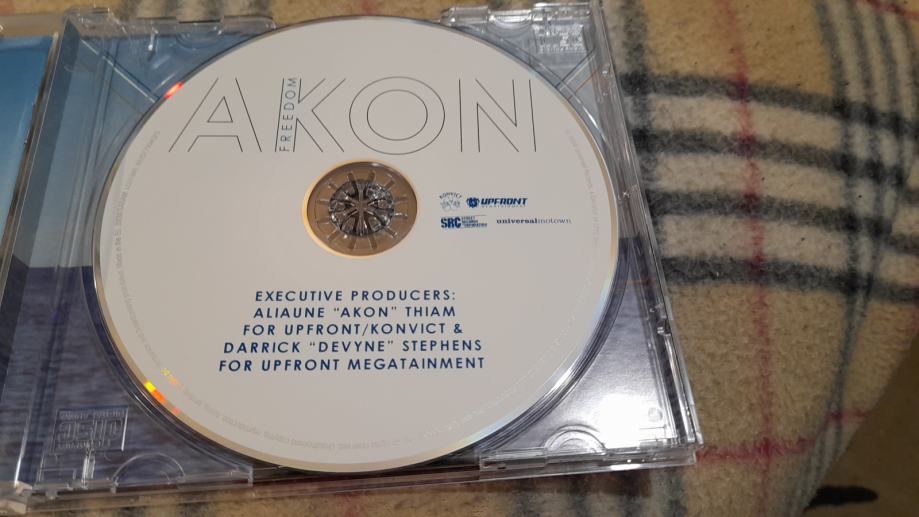 AKON
FREEDOM
KONVICT
UPFRONT
SRC
universalmotown
EXECUTIVE PRODUCERS:
ALIAUNE "AKON" THIAM
FOR UPFRONT/KONVICT &
DARRICK "DEVYNE" STEPHENS
FOR UPFRONT MEGATAINMENT